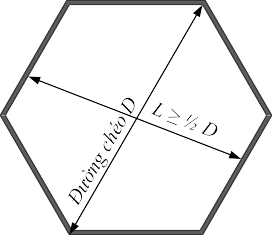 Đường chéo D
L ≥ ½ D